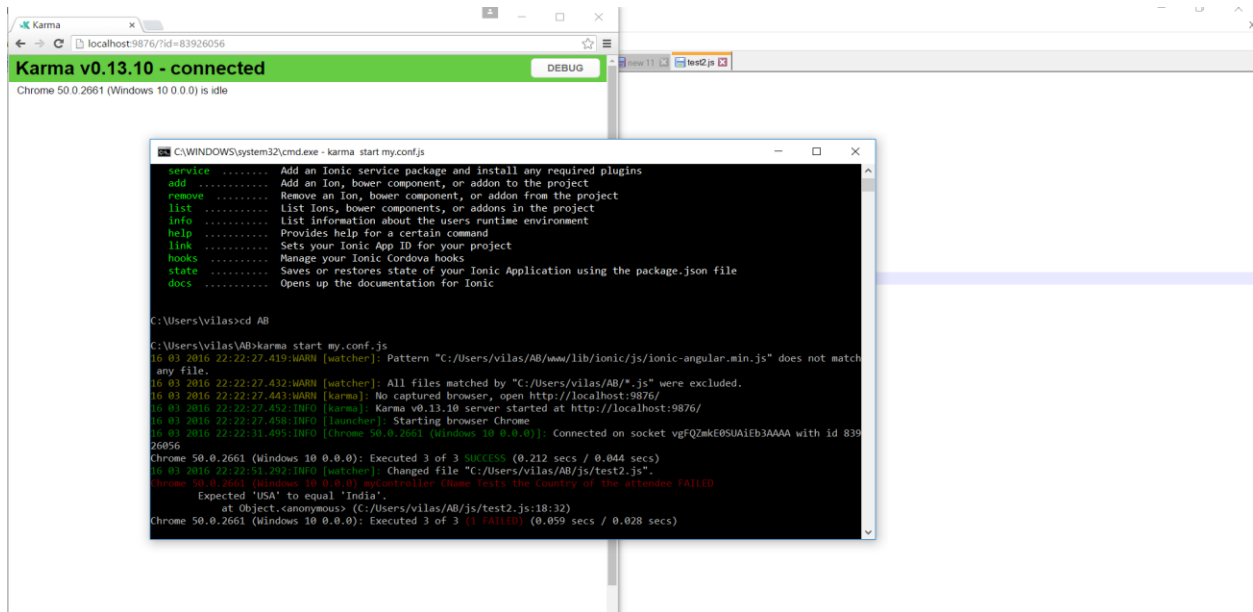 Karma
localhost:9876/?id=83926056
Karma v0.13.10 - connected
DEBUG
Chrome 50.0.2661 (Windows 10 0.0.0) is idle
new 11
test2.js
C:\WINDOWS\system32\cmd.exe - karma start my.conf.js
service ........ Add an Ionic service package and install any required plugins
add ............ Add an Ion, bower component, or addon to the project
remove ......... Remove an Ion, bower component, or addon from the project
list ........... List Ions, bower components, or addons in the project
info ........... List information about the users runtime environment
help ........... Provides help for a certain command
link ........... Sets your Ionic App ID for your project
hooks .......... Manage your Ionic Cordova hooks
state .......... Saves or restores state of your Ionic Application using the package.json file
docs ........... Opens up the documentation for Ionic
C:\Users\vilas>cd AB
C:\Users\vilas\AB>karma start my.conf.js
16 03 2016 22:22:27.419:WARN [watcher]: Pattern "C:/Users/vilas/AB/www/lib/ionic/js/ionic-angular.min.js" does not match
any file.
16 03 2016 22:22:27.432:WARN [watcher]: All files matched by "C:/Users/vilas/AB/*.js" were excluded.
16 03 2016 22:22:27.443:WARN [karma]: No captured browser, open http://localhost:9876/
16 03 2016 22:22:27.452:INFO [karma]: Karma v0.13.10 server started at http://localhost:9876/
16 03 2016 22:22:27.458:INFO [launcher]: Starting browser Chrome
16 03 2016 22:22:31.495:INFO [Chrome 50.0.2661 (Windows 10 0.0.0)]: Connected on socket vgFQZmkE0SUAiEb3AAAA with id 839
26056
Chrome 50.0.2661 (Windows 10 0.0.0): Executed 3 of 3 SUCCESS (0.212 secs / 0.044 secs)
16 03 2016 22:22:51.292:INFO [watcher]: Changed file "C:/Users/vilas/AB/js/test2.js".
Chrome 50.0.2661 (Windows 10 0.0.0) myController CName Tests the Country of the attendee FAILED
Expected 'USA' to equal 'India'.
at Object.<anonymous> (C:/Users/vilas/AB/js/test2.js:18:32)
Chrome 50.0.2661 (Windows 10 0.0.0): Executed 3 of 3 (1 FAILED) (0.059 secs / 0.028 secs)